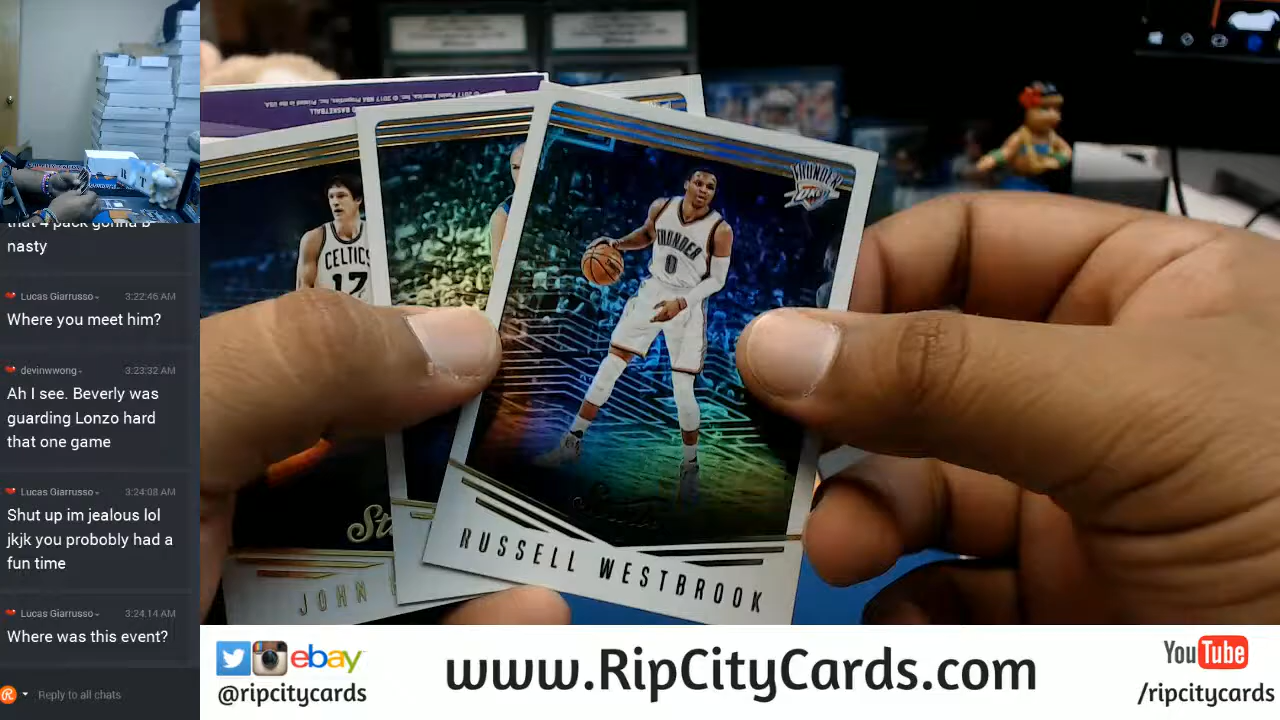 that 4 pack gonna b
nasty
Lucas Giarrusso
3:22:46 AM
Where you meet him?
devinwwong
3:23:32 AM
Ah I see. Beverly was
guarding Lonzo hard
that one game
Lucas Giarrusso
3:24:08 AM
Shut up im jealous lol
jkjk you probobly had a
fun time
Lucas Giarrusso
3:24:14 AM
Where was this event?
Reply to all chats
THUNDER
THUNDER
0
CELTICS
17
JOHN
RUSSELL WESTBROOK
ebay
@ripcitycards
www.RipCityCards.com
YouTube
/ripcitycards